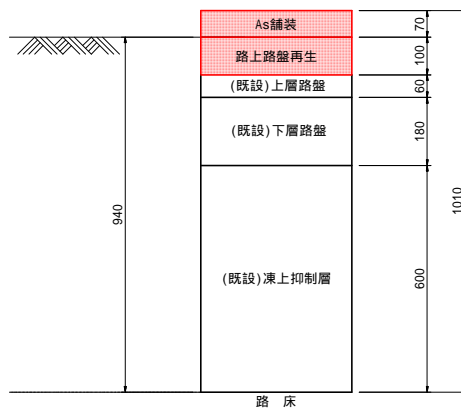 As舗装
70
路上路盤再生
100
(既設)上層路盤
60
(既設)下層路盤
180
940
1010
(既設)凍上抑制層
600
路 床